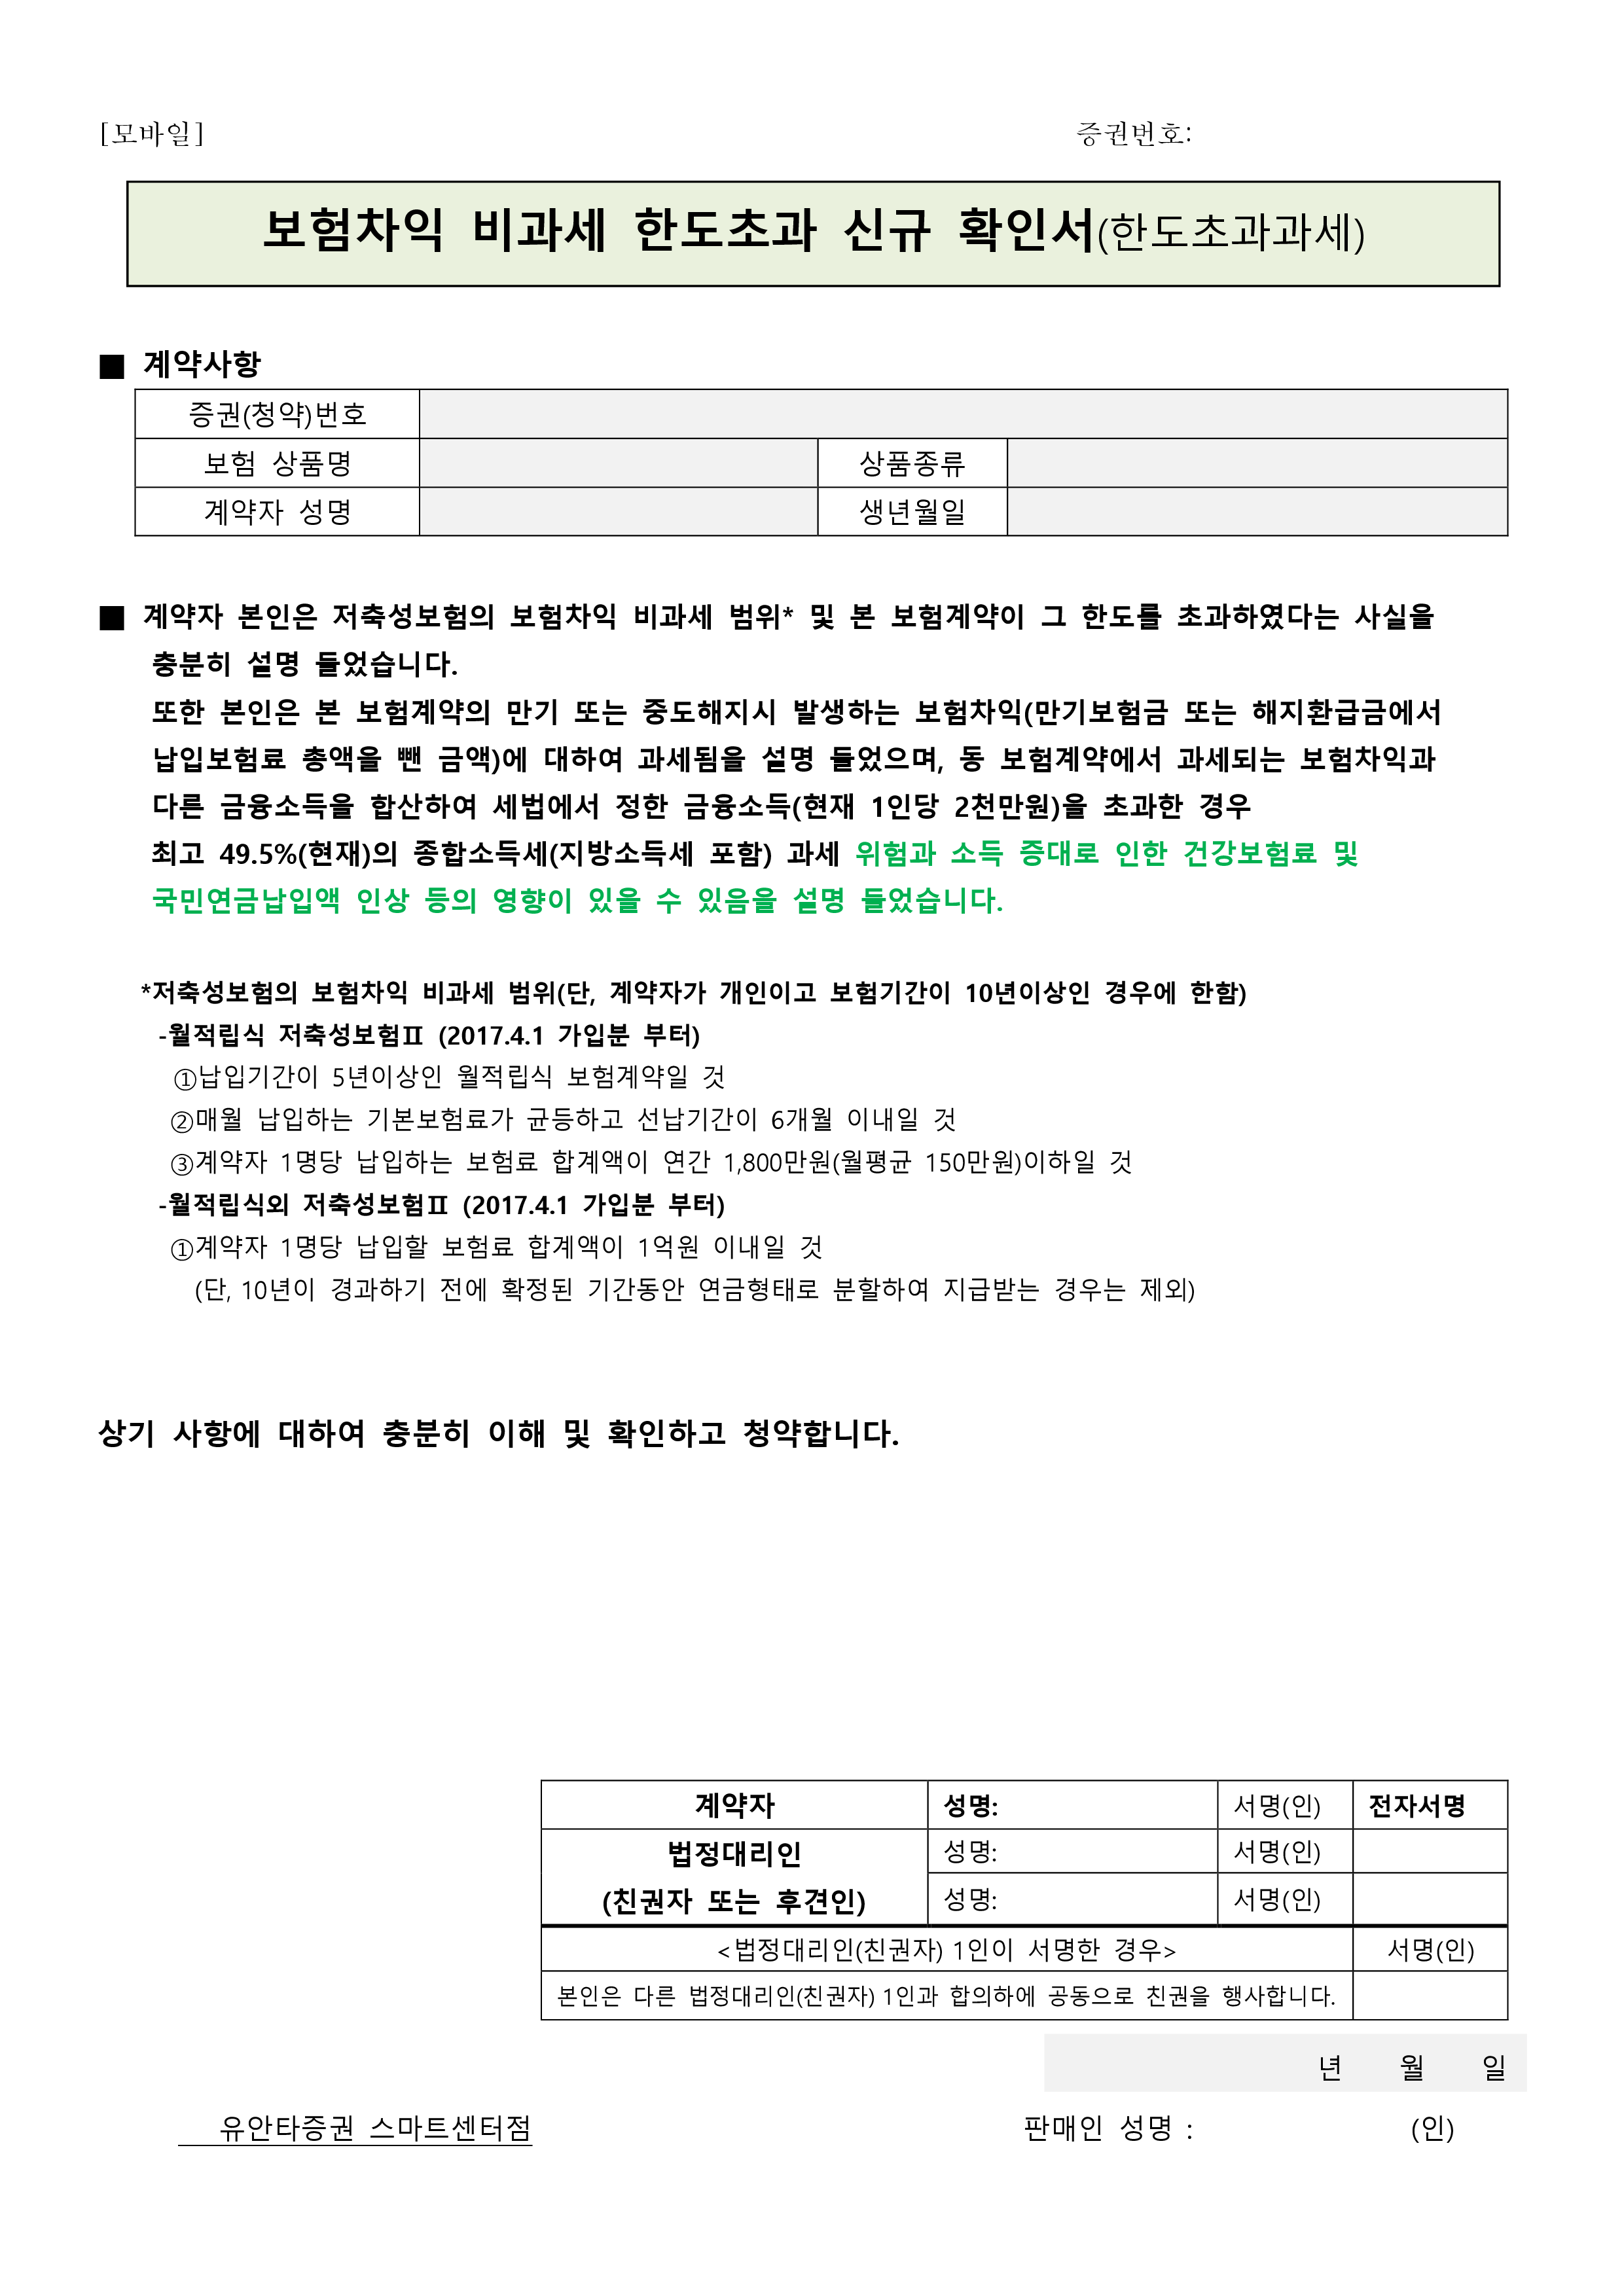 [모바일] 증권번호:
보험차익 비과세 한도초과 신규 확인서(한도초과과세)
■ 계약사항
증권(청약)번호
보험 상품명 상품종류
계약자 성명 생년월일
■ 계약자 본인은 저축성보험의 보험차익 비과세 범위* 및 본 보험계약이 그 한도를 초과하였다는 사실을
충분히 설명 들었습니다.
또한 본인은 본 보험계약의 만기 또는 중도해지시 발생하는 보험차익(만기보험금 또는 해지환급금에서
납입보험료 총액을 뺀 금액)에 대하여 과세됨을 설명 들었으며, 동 보험계약에서 과세되는 보험차익과
다른 금융소득을 합산하여 세법에서 정한 금융소득(현재 1인당 2천만원)을 초과한 경우
최고 49.5%(현재)의 종합소득세(지방소득세 포함) 과세 위험과 소득 증대로 인한 건강보험료 및
국민연금납입액 인상 등의 영향이 있을 수 있음을 설명 들었습니다.
*저축성보험의 보험차익 비과세 범위(단, 계약자가 개인이고 보험기간이 10년이상인 경우에 한함)
-월적립식 저축성보험Ⅱ (2017.4.1 가입분 부터)
①납입기간이 5년이상인 월적립식 보험계약일 것
②매월 납입하는 기본보험료가 균등하고 선납기간이 6개월 이내일 것
③계약자 1명당 납입하는 보험료 합계액이 연간 1,800만원(월평균 150만원)이하일 것
-월적립식외 저축성보험Ⅱ (2017.4.1 가입분 부터)
①계약자 1명당 납입할 보험료 합계액이 1억원 이내일 것
(단, 10년이 경과하기 전에 확정된 기간동안 연금형태로 분할하여 지급받는 경우는 제외)
상기 사항에 대하여 충분히 이해 및 확인하고 청약합니다.
계약자 성명: 서명(인) 전자서명
법정대리인 성명: 서명(인)
(친권자 또는 후견인) 성명: 서명(인)
<법정대리인(친권자) 1인이 서명한 경우> 서명(인)
본인은 다른 법정대리인(친권자) 1인과 합의하에 공동으로 친권을 행사합니다.
년 월 일
유안타증권 스마트센터점 판매인 성명 : (인)